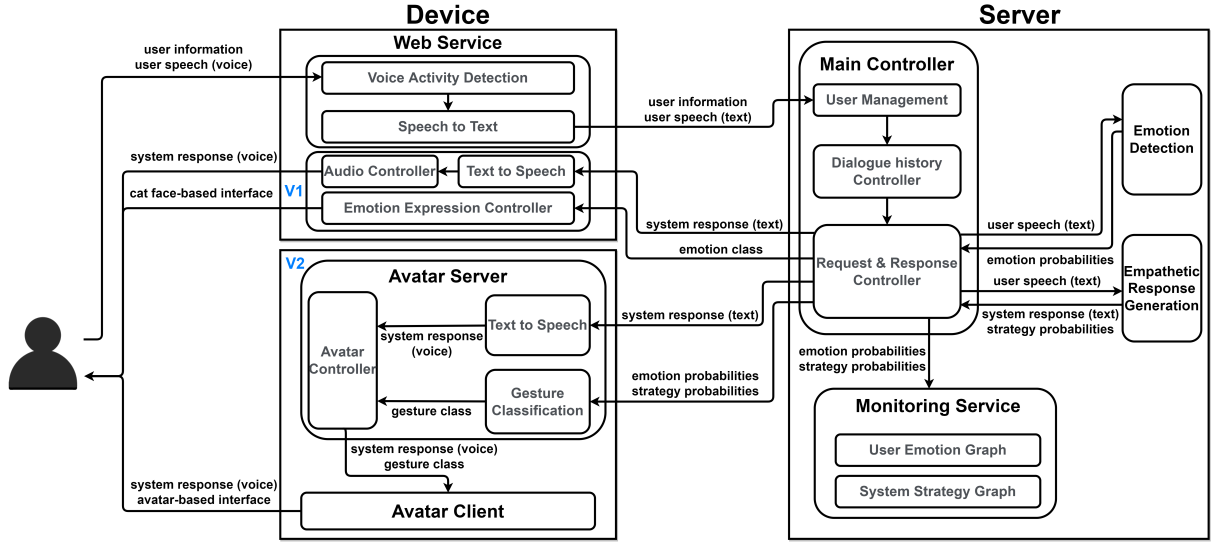 Device
Server
Web Service
user information
user speech (voice)
Voice Activity Detection
Speech to Text
user information
user speech (text)
Main Controller
User Management
Dialogue history
Controller
Request & Response
Controller
Emotion
Detection
system response (voice)
Audio Controller
Text to Speech
V1
cat face-based interface
Emotion Expression Controller
system response (text)
emotion class
user speech (text)
emotion probabilities
user speech (text)
system response (text)
strategy probabilities
Empathetic
Response
Generation
V2
Avatar Server
Avatar
Controller
Text to Speech
system response
(voice)
system response (text)
Gesture
Classification
gesture class
emotion probabilities
strategy probabilities
emotion probabilities
strategy probabilities
Monitoring Service
User Emotion Graph
System Strategy Graph
system response (voice)
gesture class
system response (voice)
avatar-based interface
Avatar Client